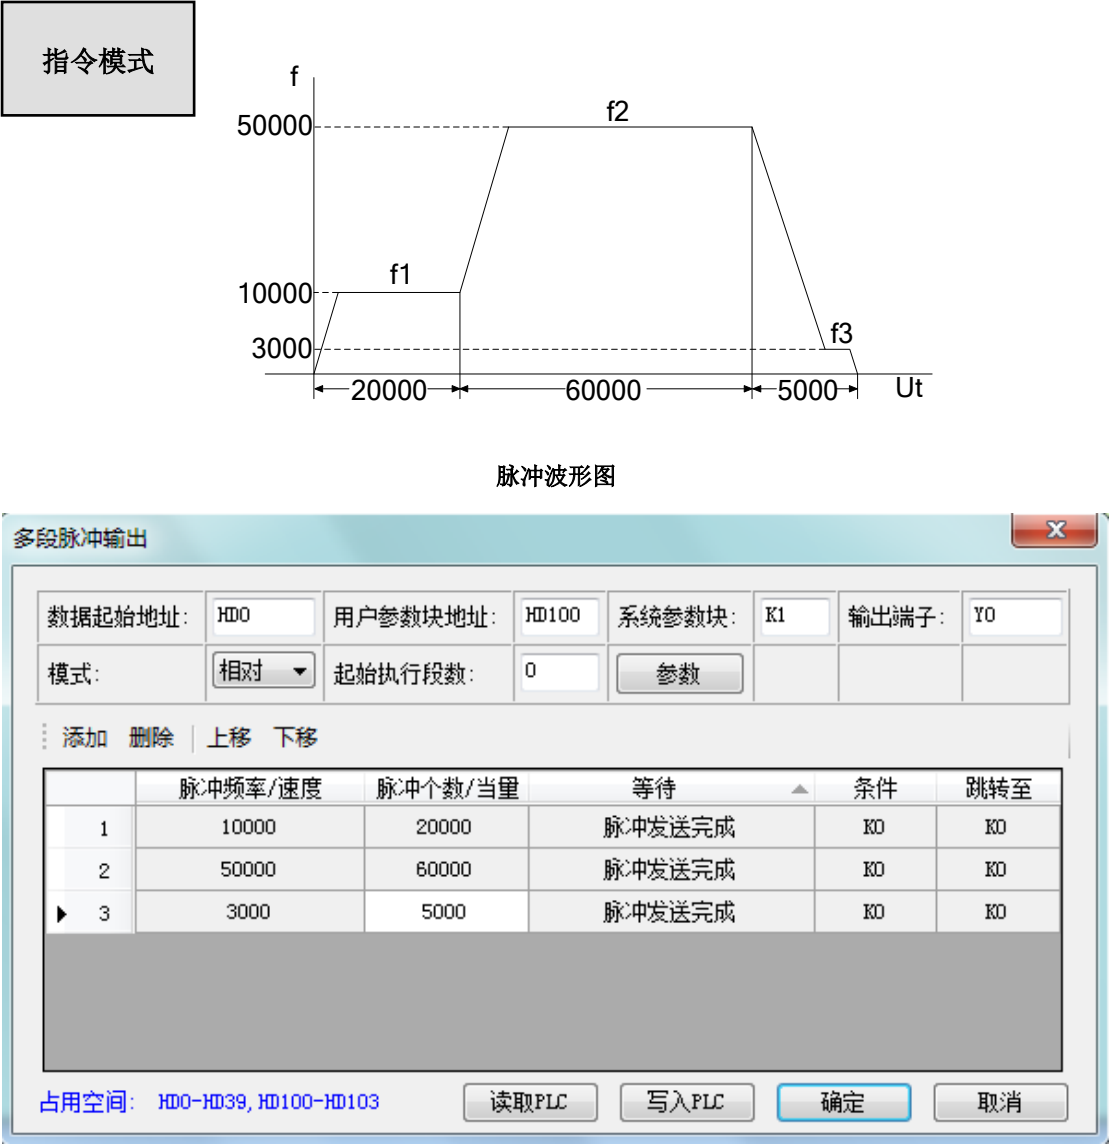 指令模式
f
50000
f2
10000
f1
3000
f3
20000
60000
5000
Ut
脉冲波形图
多段脉冲输出
数据起始地址: HD0 用户参数块地址: HD100 系统参数块: K1 输出端子: Y0
模式: 相对 起始执行段数: 0 参数
添加 删除 上移 下移
脉冲频率/速度 脉冲个数/当量 等待 条件 跳转至
1 10000 20000 脉冲发送完成 K0 K0
2 50000 60000 脉冲发送完成 K0 K0
3 3000 5000 脉冲发送完成 K0 K0
占用空间: HD0-HD39,HD100-HD103 读取PLC 写入PLC 确定 取消